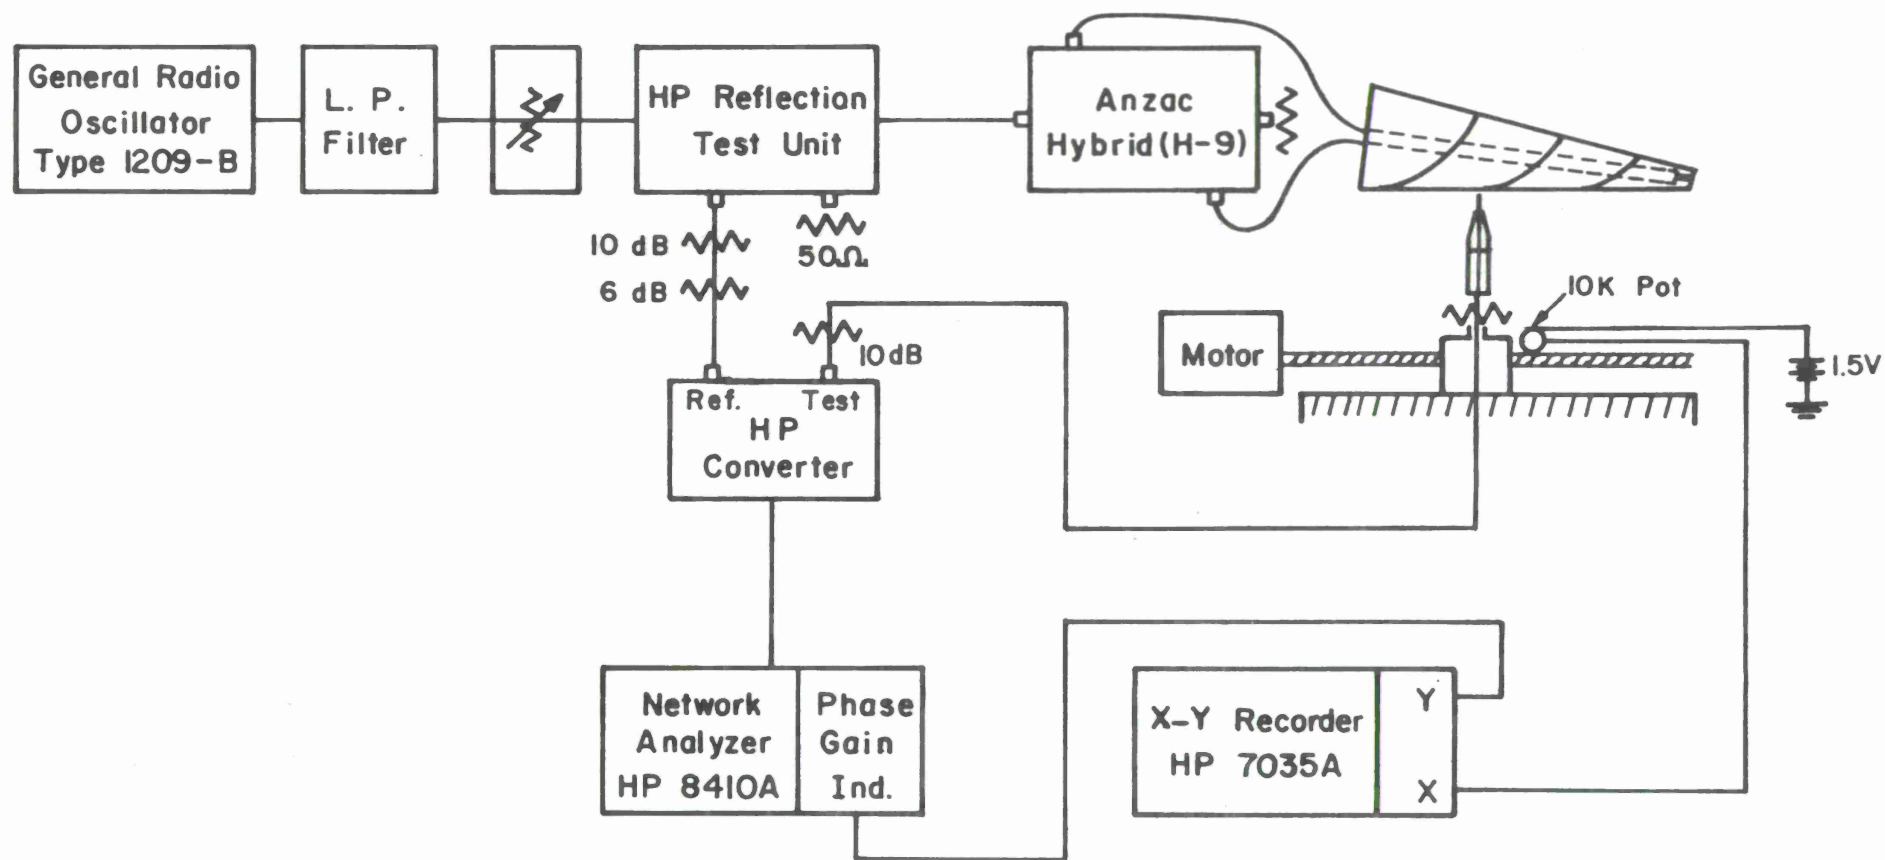 General Radio
Oscillator
Type 1209-B
L. P.
Filter
HP Reflection
Test Unit
Anzac
Hybrid (H-9)
10 dB
50Ω
6 dB
10K Pot
Motor
10dB
1.5V
Ref. Test
HP
Converter
Network
Analyzer
HP 8410A
Phase
Gain
Ind.
X-Y Recorder
HP 7035A
Y
X